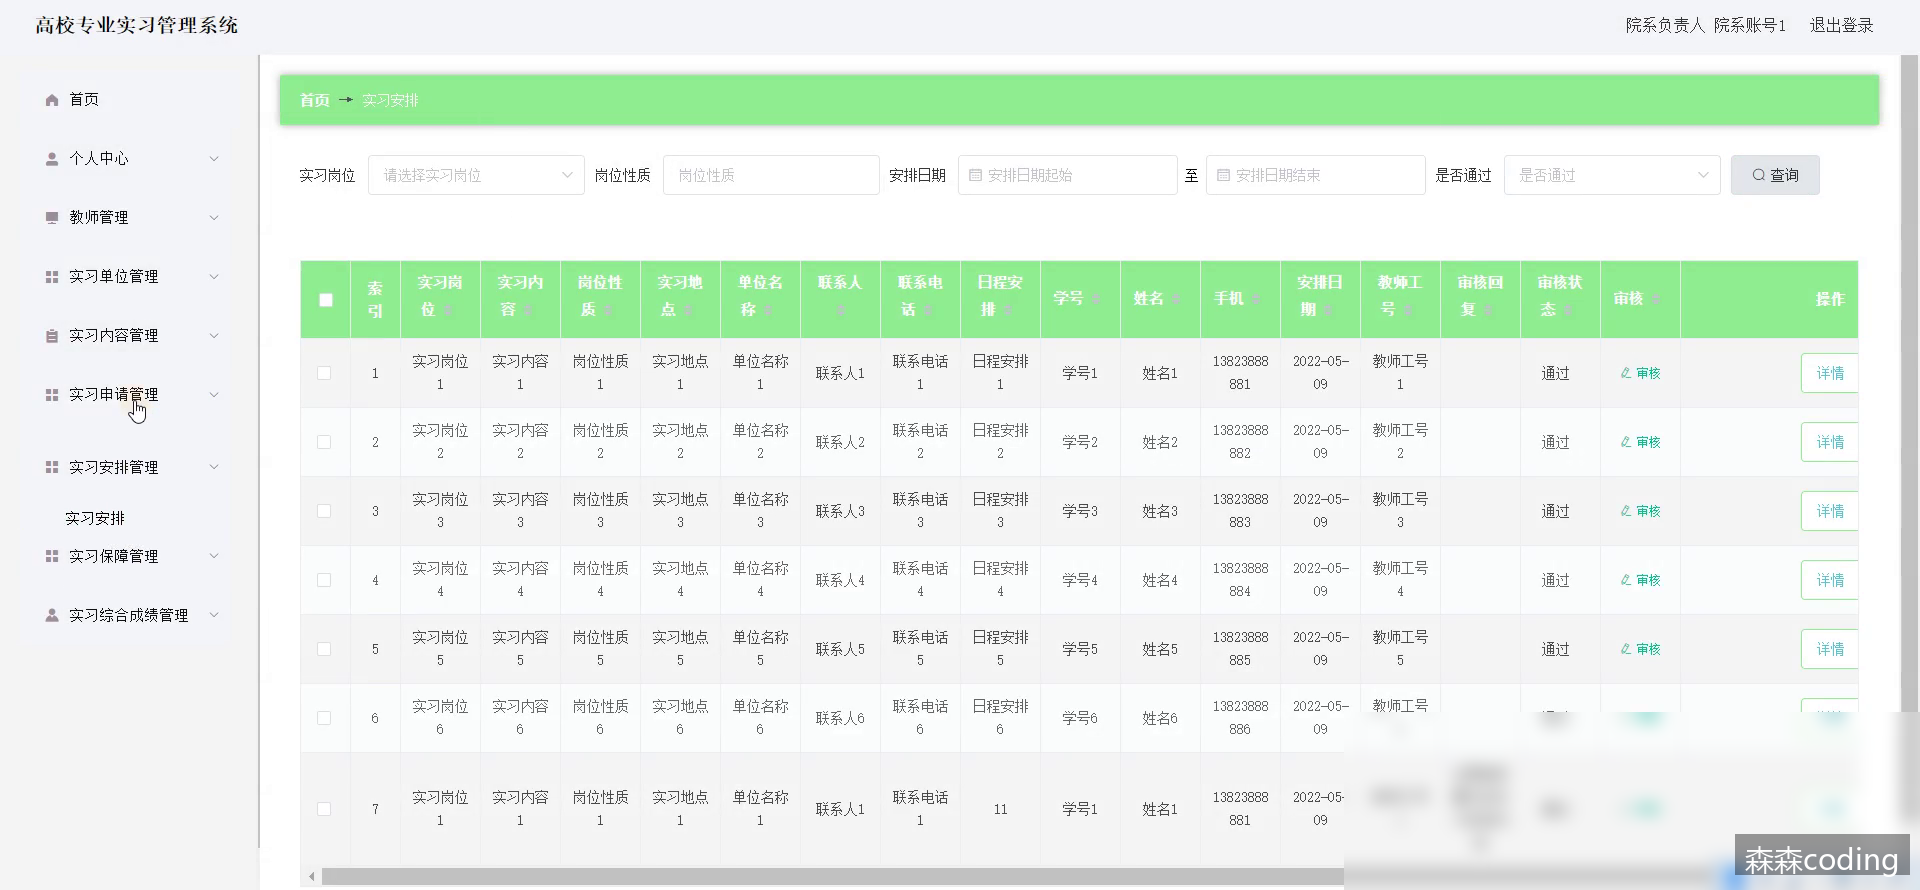 高校专业实习管理系统
院系负责人 院系账号1 退出登录
首页
个人中心
教师管理
实习单位管理
实习内容管理
实习申请管理
实习安排管理
实习安排
实习保障管理
实习综合成绩管理
首页 → 实习安排
实习岗位 请选择实习岗位 岗位性质 岗位性质 安排日期 安排日期起始 至 安排日期结束 是否通过 是否通过 查询
索引 实习岗位 实习内容 岗位性质 实习地点 单位名称 联系人 联系电话 日程安排 学号 姓名 手机 安排日期 教师工号 审核回复 审核状态 审核 操作
1 实习岗位1 实习内容1 岗位性质1 实习地点1 单位名称1 联系人1 联系电话1 日程安排1 学号1 姓名1 13823888881 2022-05-09 教师工号1 通过 审核 详情
2 实习岗位2 实习内容2 岗位性质2 实习地点2 单位名称2 联系人2 联系电话2 日程安排2 学号2 姓名2 13823888882 2022-05-09 教师工号2 通过 审核 详情
3 实习岗位3 实习内容3 岗位性质3 实习地点3 单位名称3 联系人3 联系电话3 日程安排3 学号3 姓名3 13823888883 2022-05-09 教师工号3 通过 审核 详情
4 实习岗位4 实习内容4 岗位性质4 实习地点4 单位名称4 联系人4 联系电话4 日程安排4 学号4 姓名4 13823888884 2022-05-09 教师工号4 通过 审核 详情
5 实习岗位5 实习内容5 岗位性质5 实习地点5 单位名称5 联系人5 联系电话5 日程安排5 学号5 姓名5 13823888885 2022-05-09 教师工号5 通过 审核 详情
6 实习岗位6 实习内容6 岗位性质6 实习地点6 单位名称6 联系人6 联系电话6 日程安排6 学号6 姓名6 13823888886 2022-05-09 教师工号
7 实习岗位1 实习内容1 岗位性质1 实习地点1 单位名称1 联系人1 联系电话1 11 学号1 姓名1 13823888881 2022-05-09
森森coding